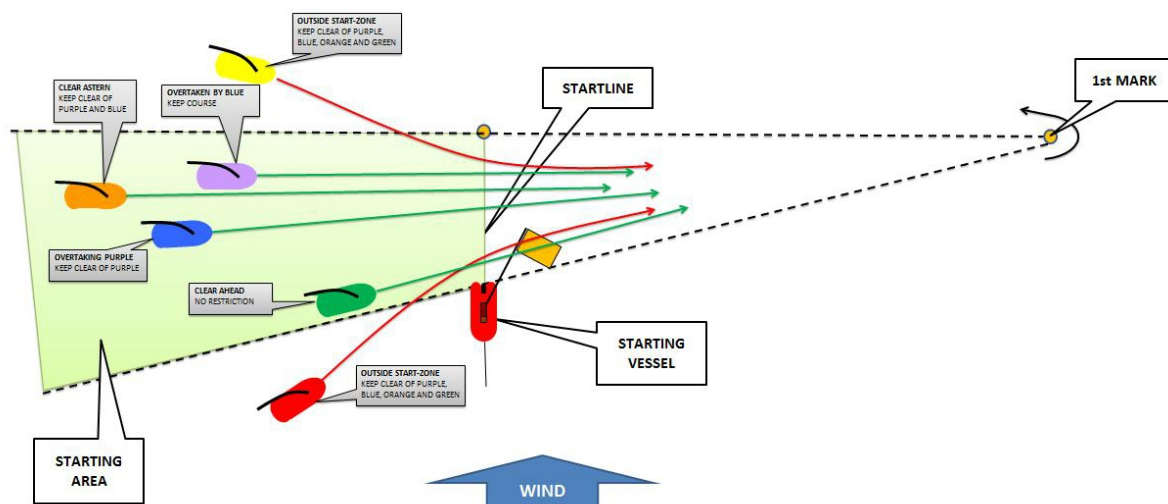 OUTSIDE START-ZONE
KEEP CLEAR OF PURPLE,
BLUE, ORANGE AND GREEN
CLEAR ASTERN
KEEP CLEAR OF
PURPLE AND BLUE
OVERTAKEN BY BLUE
KEEP COURSE
STARTLINE
1st MARK
OVERTAKING PURPLE
KEEP CLEAR OF PURPLE
CLEAR AHEAD
NO RESTRICTION
STARTING
VESSEL
OUTSIDE START-ZONE
KEEP CLEAR OF PURPLE,
BLUE, ORANGE AND GREEN
STARTING
AREA
WIND